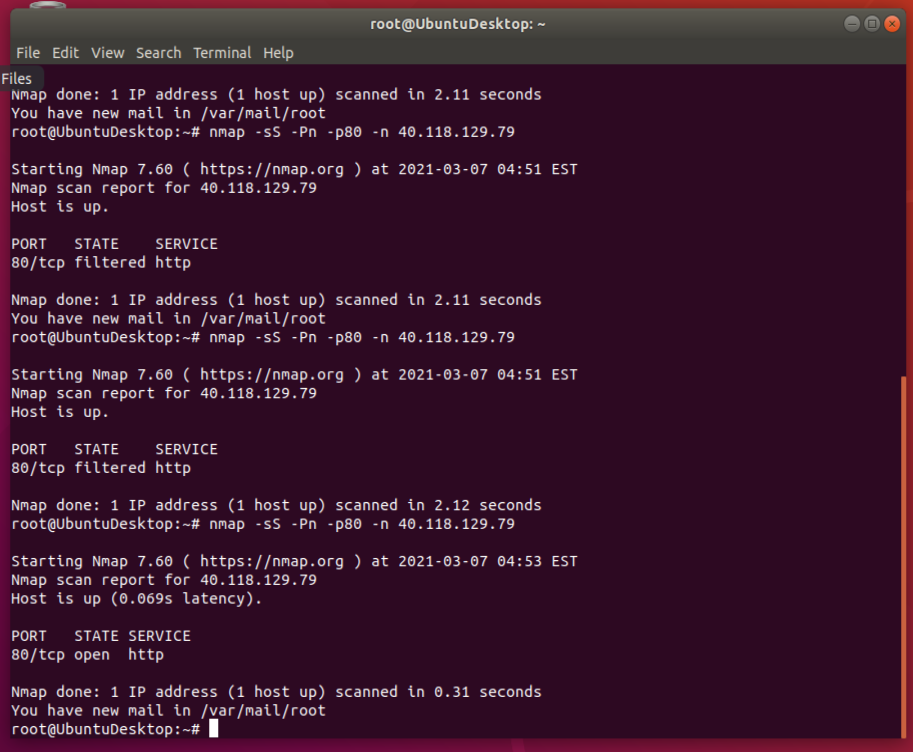 root@UbuntuDesktop: ~
File Edit View Search Terminal Help
Files
Nmap done: 1 IP address (1 host up) scanned in 2.11 seconds
You have new mail in /var/mail/root
root@UbuntuDesktop:~# nmap -sS -Pn -p80 -n 40.118.129.79
Starting Nmap 7.60 ( https://nmap.org ) at 2021-03-07 04:51 EST
Nmap scan report for 40.118.129.79
Host is up.
PORT   STATE    SERVICE
80/tcp filtered http
Nmap done: 1 IP address (1 host up) scanned in 2.11 seconds
You have new mail in /var/mail/root
root@UbuntuDesktop:~# nmap -sS -Pn -p80 -n 40.118.129.79
Starting Nmap 7.60 ( https://nmap.org ) at 2021-03-07 04:51 EST
Nmap scan report for 40.118.129.79
Host is up.
PORT   STATE    SERVICE
80/tcp filtered http
Nmap done: 1 IP address (1 host up) scanned in 2.12 seconds
root@UbuntuDesktop:~# nmap -sS -Pn -p80 -n 40.118.129.79
Starting Nmap 7.60 ( https://nmap.org ) at 2021-03-07 04:53 EST
Nmap scan report for 40.118.129.79
Host is up (0.069s latency).
PORT   STATE SERVICE
80/tcp open  http
Nmap done: 1 IP address (1 host up) scanned in 0.31 seconds
You have new mail in /var/mail/root
root@UbuntuDesktop:~#